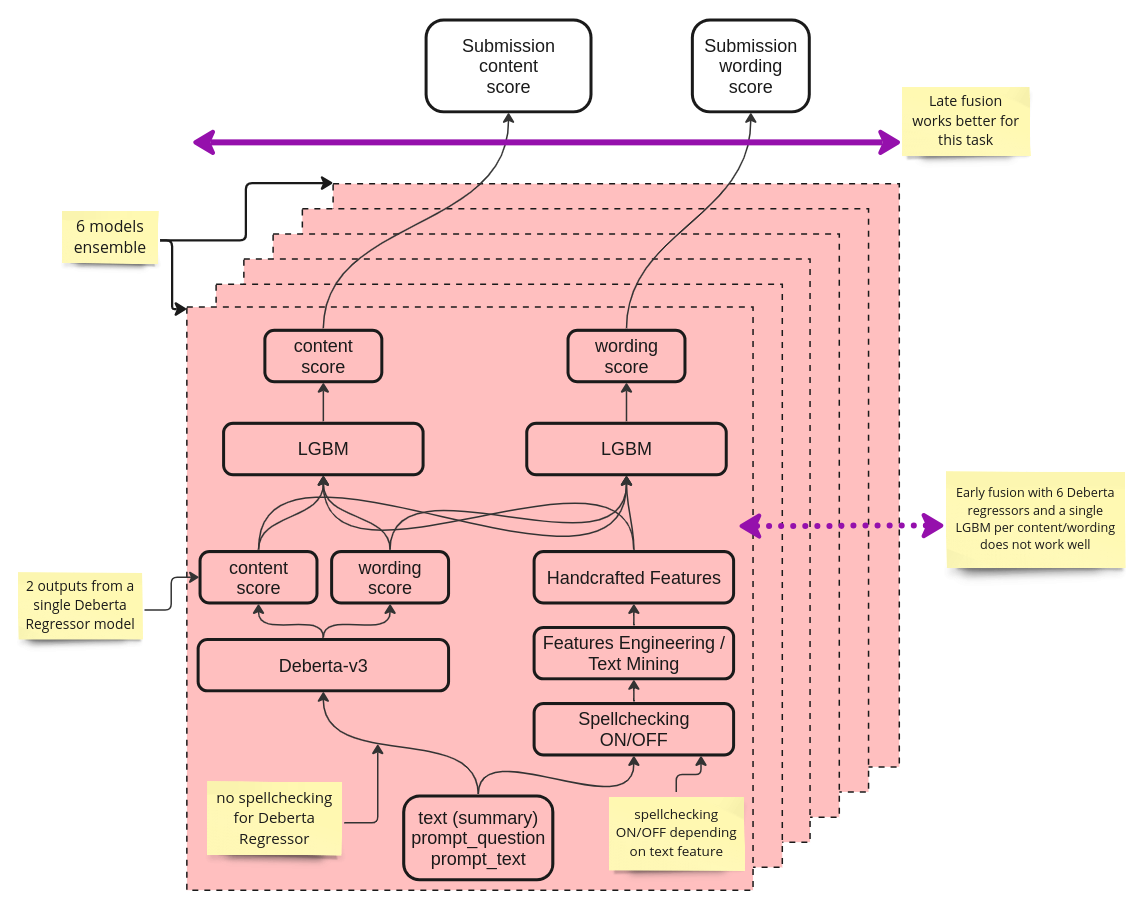 Submission
content
score
Submission
wording
score
Late fusion
works better for
this task
6 models
ensemble
content
score
wording
score
LGBM
LGBM
Early fusion with 6 Deberta
regressors and a single
LGBM per content/wording
does not work well
2 outputs from a
single Deberta
Regressor model
content
score
wording
score
Handcrafted Features
Deberta-v3
Features Engineering /
Text Mining
Spellchecking
ON/OFF
no spellchecking
for Deberta
Regressor
text (summary)
prompt_question
prompt_text
spellchecking
ON/OFF depending
on text feature